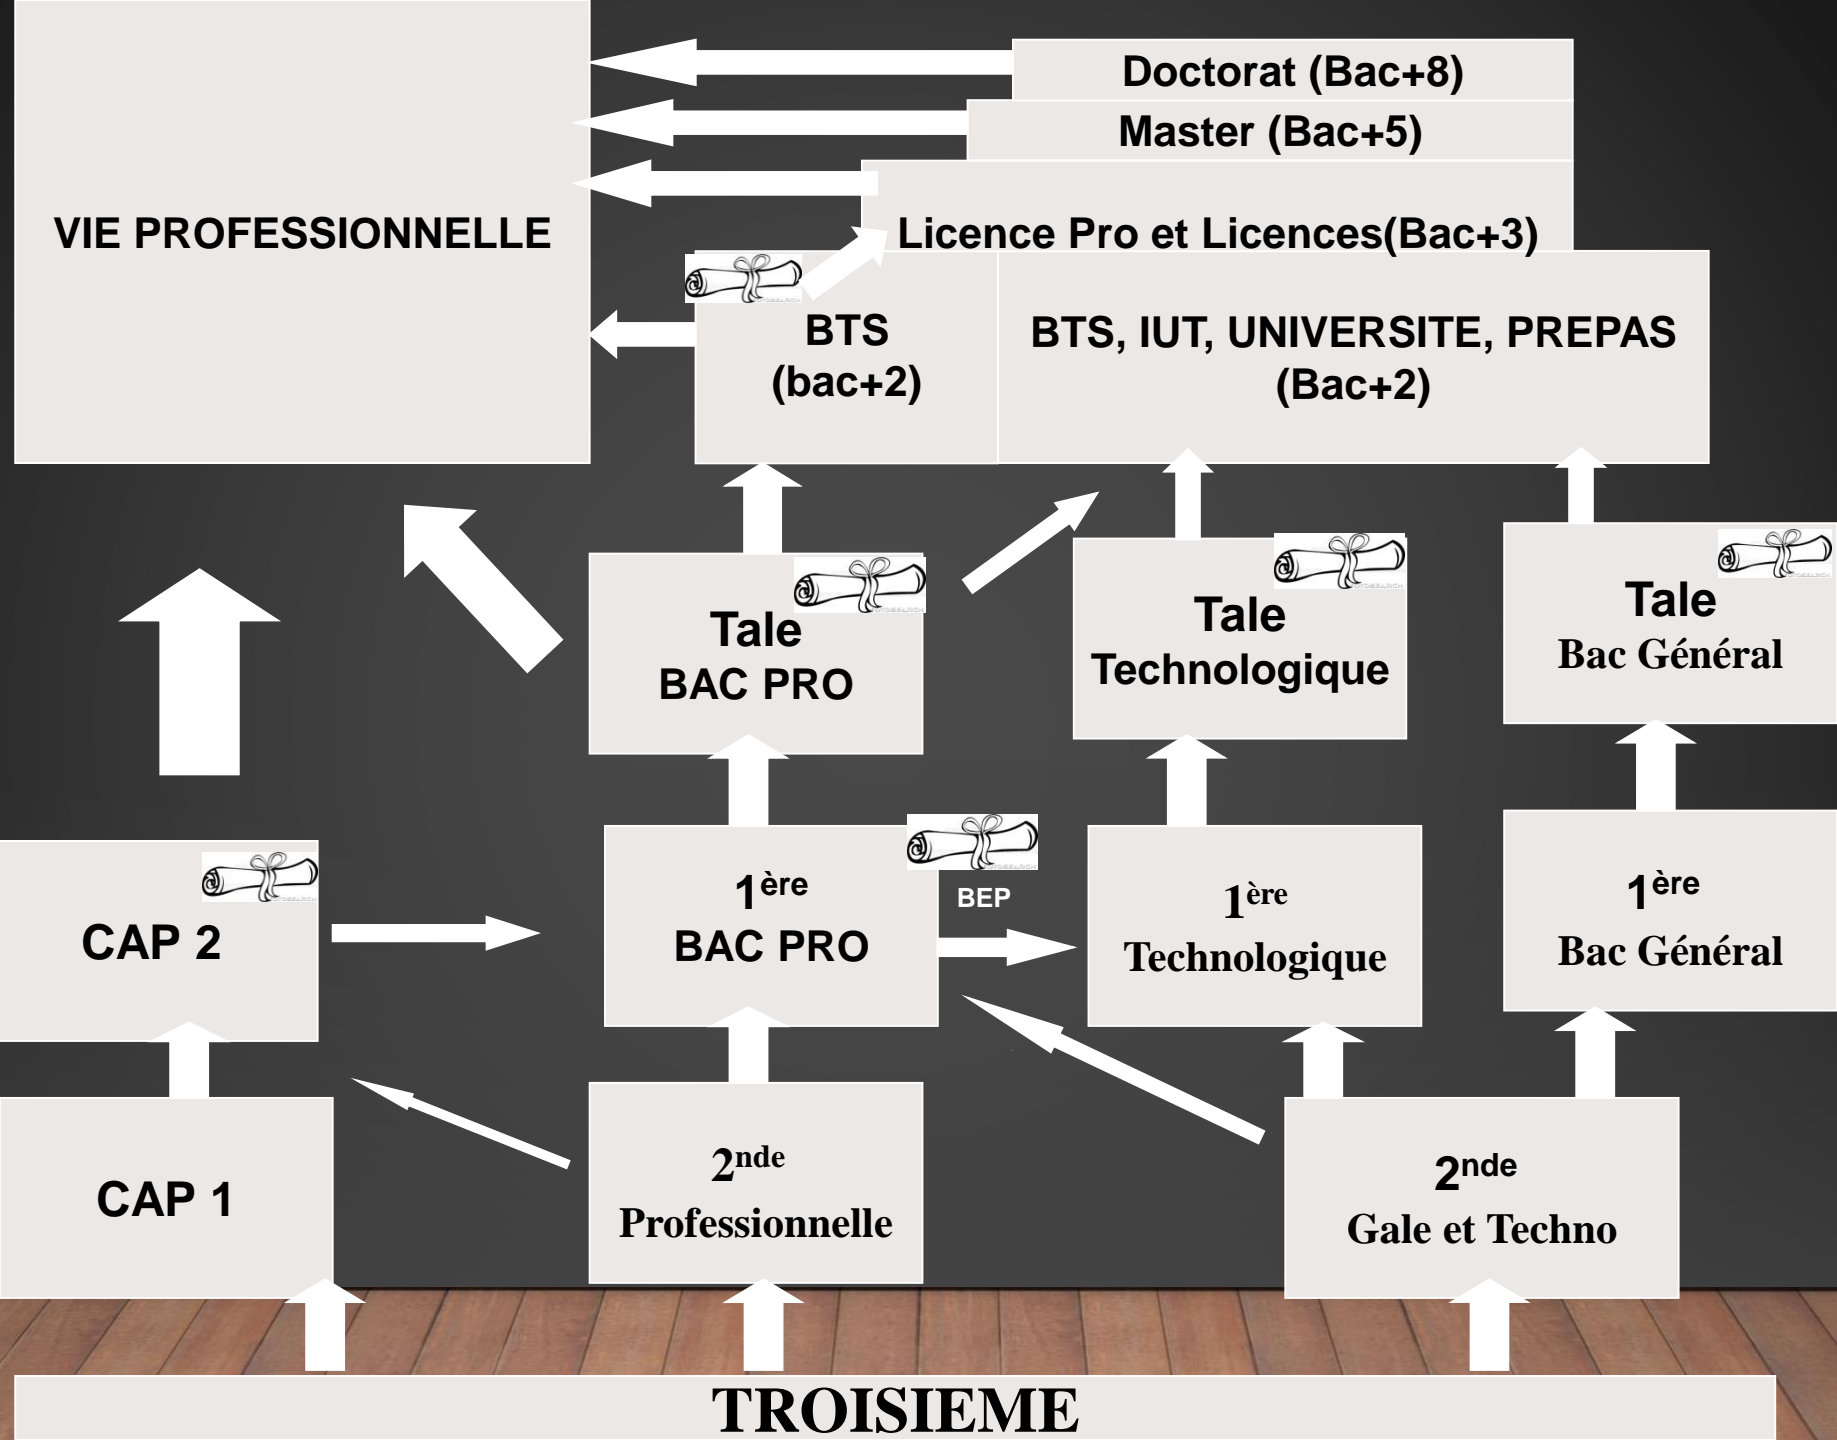 Doctorat (Bac+8)
Master (Bac+5)
VIE PROFESSIONNELLE
Licence Pro et Licences(Bac+3)
BTS
(bac+2)
BTS, IUT, UNIVERSITE, PREPAS
(Bac+2)
Tale
BAC PRO
Tale
Technologique
Tale
Bac Général
CAP 2
1ère
BAC PRO
BEP
1ère
Technologique
1ère
Bac Général
CAP 1
2nde
Professionnelle
2nde
Gale et Techno
TROISIEME